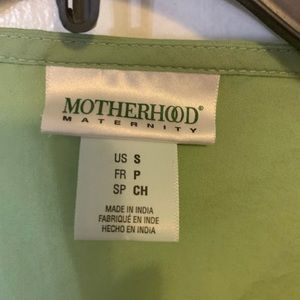 MOTHERHOOD®
MATERNITY
US S
FR P
SP CH
MADE IN INDIA
FABRIQUÉ EN INDE
HECHO EN INDIA